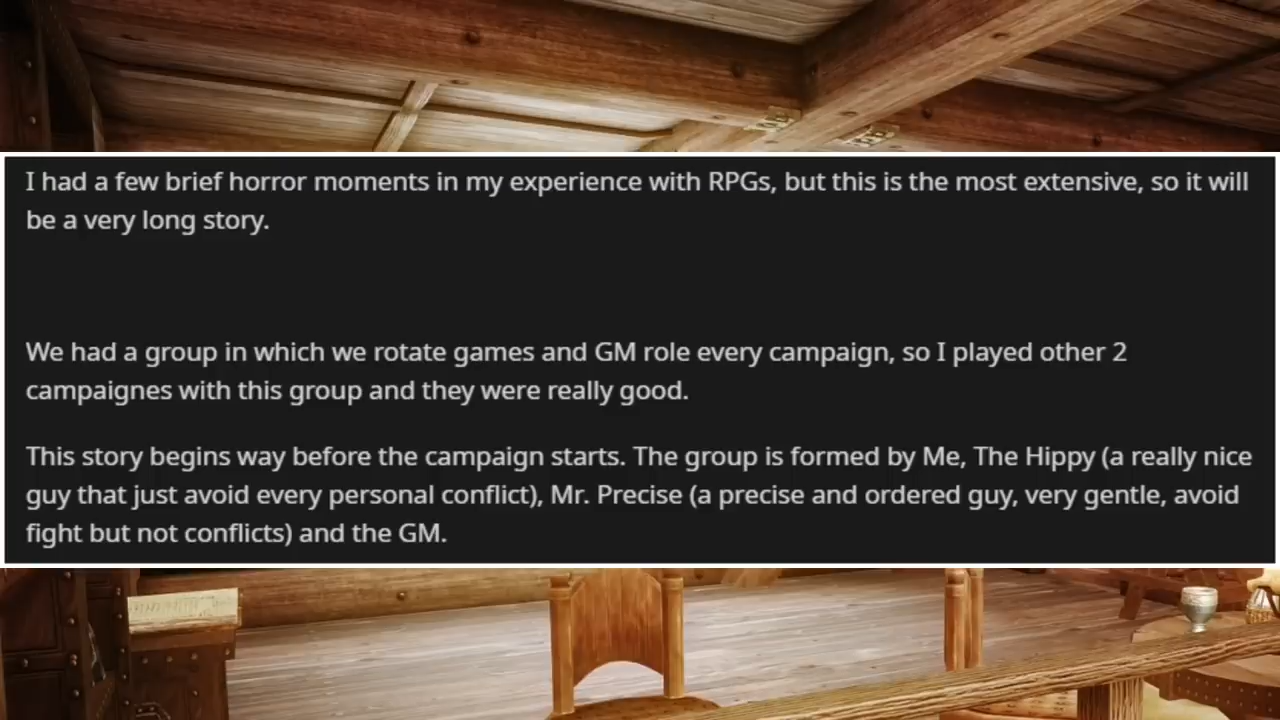 I had a few brief horror moments in my experience with RPGs, but this is the most extensive, so it will
be a very long story.
We had a group in which we rotate games and GM role every campaign, so I played other 2
campaignes with this group and they were really good.
This story begins way before the campaign starts. The group is formed by Me, The Hippy (a really nice
guy that just avoid every personal conflict), Mr. Precise (a precise and ordered guy, very gentle, avoid
fight but not conflicts) and the GM.